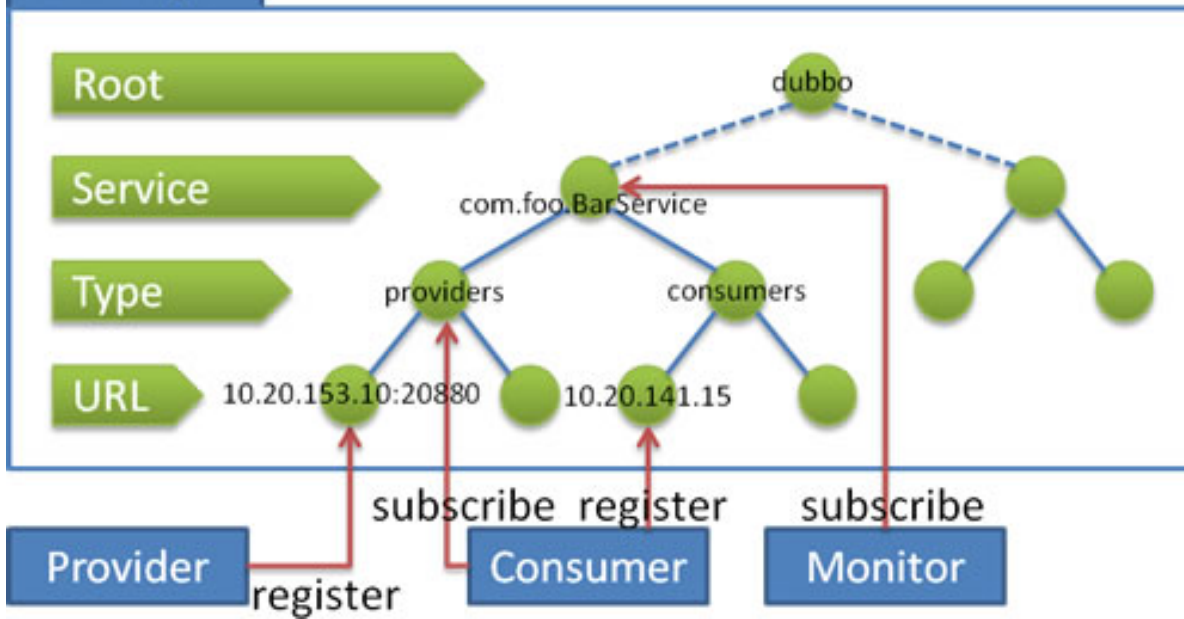 Root
dubbo
Service
com.foo.BarService
Type
providers
consumers
URL
10.20.153.10:20880
10.20.141.15
subscribe
register
subscribe
Provider
register
Consumer
Monitor